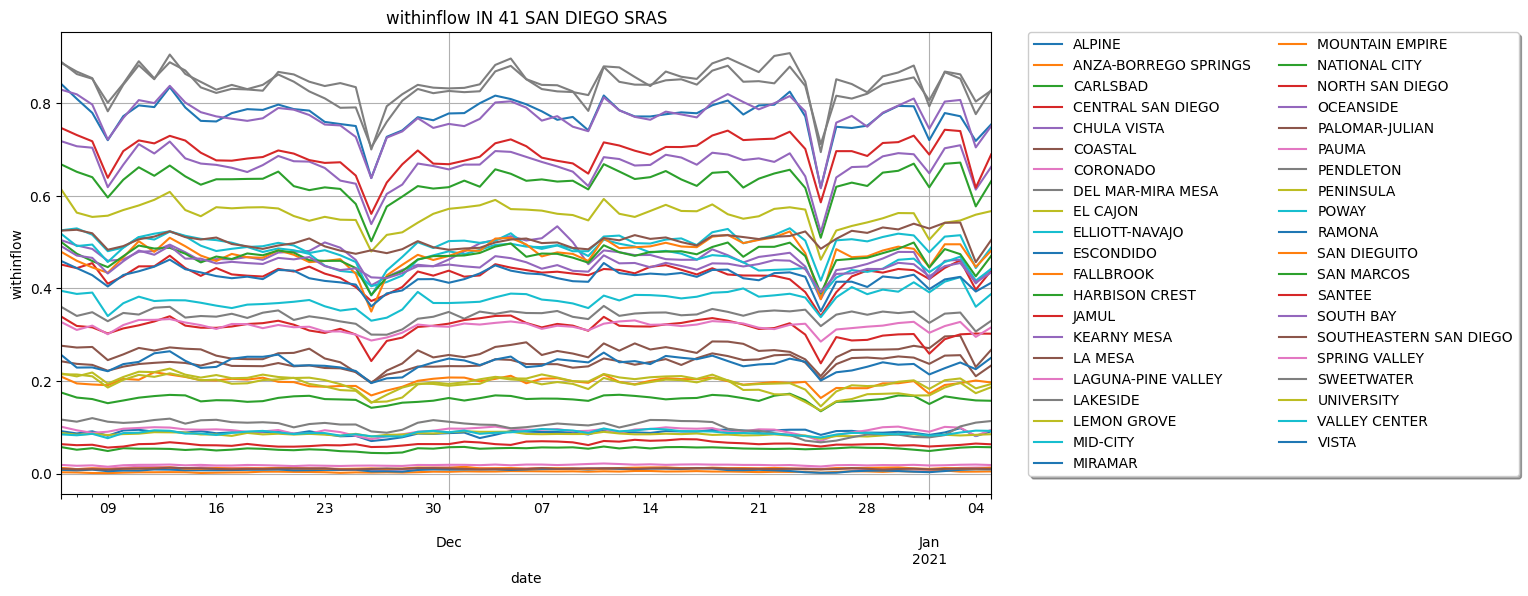 withinflow IN 41 SAN DIEGO SRAS
withinflow
0.8
0.6
0.4
0.2
0.0
09
16
23
30
07
14
21
28
04
Dec
Jan
2021
date
ALPINE
ANZA-BORREGO SPRINGS
CARLSBAD
CENTRAL SAN DIEGO
CHULA VISTA
COASTAL
CORONADO
DEL MAR-MIRA MESA
EL CAJON
ELLIOTT-NAVAJO
ESCONDIDO
FALLBROOK
HARBISON CREST
JAMUL
KEARNY MESA
LA MESA
LAGUNA-PINE VALLEY
LAKESIDE
LEMON GROVE
MID-CITY
MIRAMAR
MOUNTAIN EMPIRE
NATIONAL CITY
NORTH SAN DIEGO
OCEANSIDE
PALOMAR-JULIAN
PAUMA
PENDLETON
PENINSULA
POWAY
RAMONA
SAN DIEGUITO
SAN MARCOS
SANTEE
SOUTH BAY
SOUTHEASTERN SAN DIEGO
SPRING VALLEY
SWEETWATER
UNIVERSITY
VALLEY CENTER
VISTA